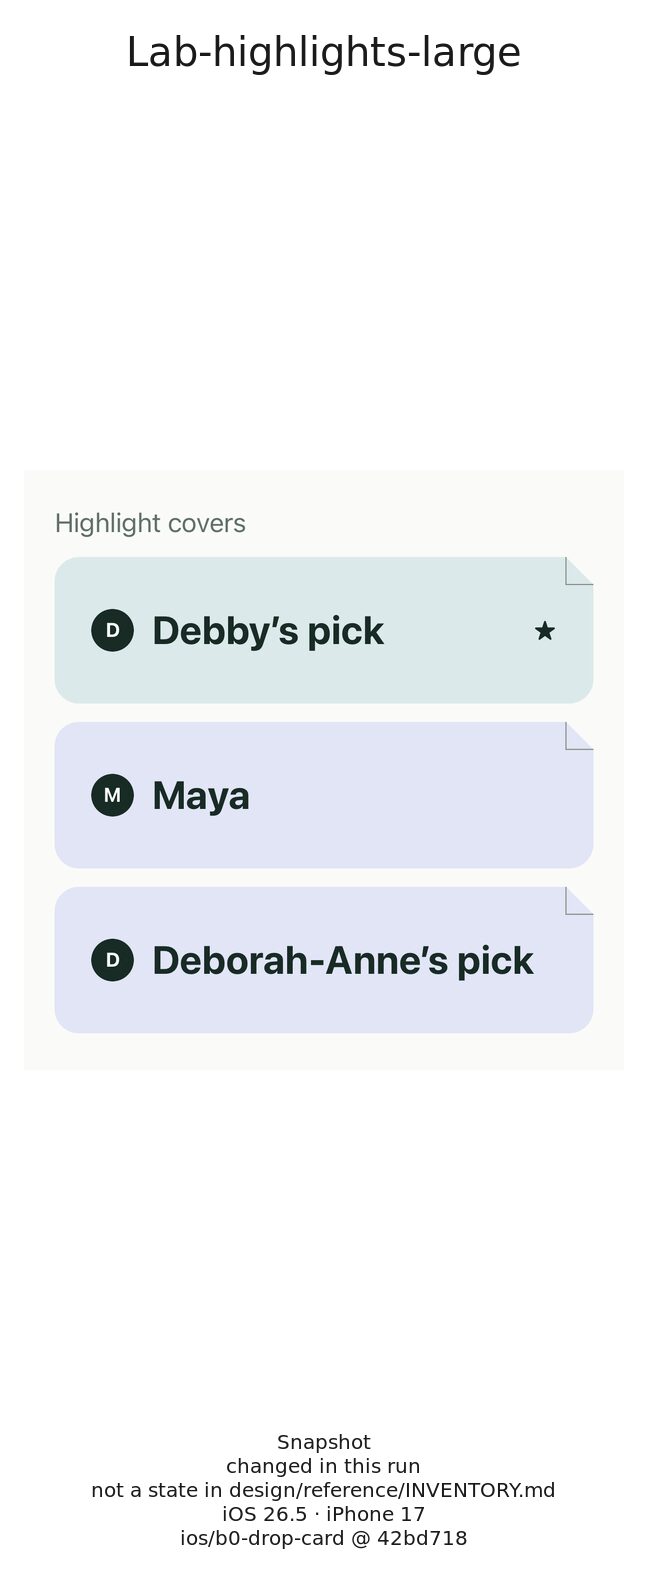 Lab-highlights-large
Highlight covers
D Debby’s pick ★
M Maya
D Deborah-Anne’s pick
Snapshot
changed in this run
not a state in design/reference/INVENTORY.md
iOS 26.5 · iPhone 17
ios/b0-drop-card @ 42bd718